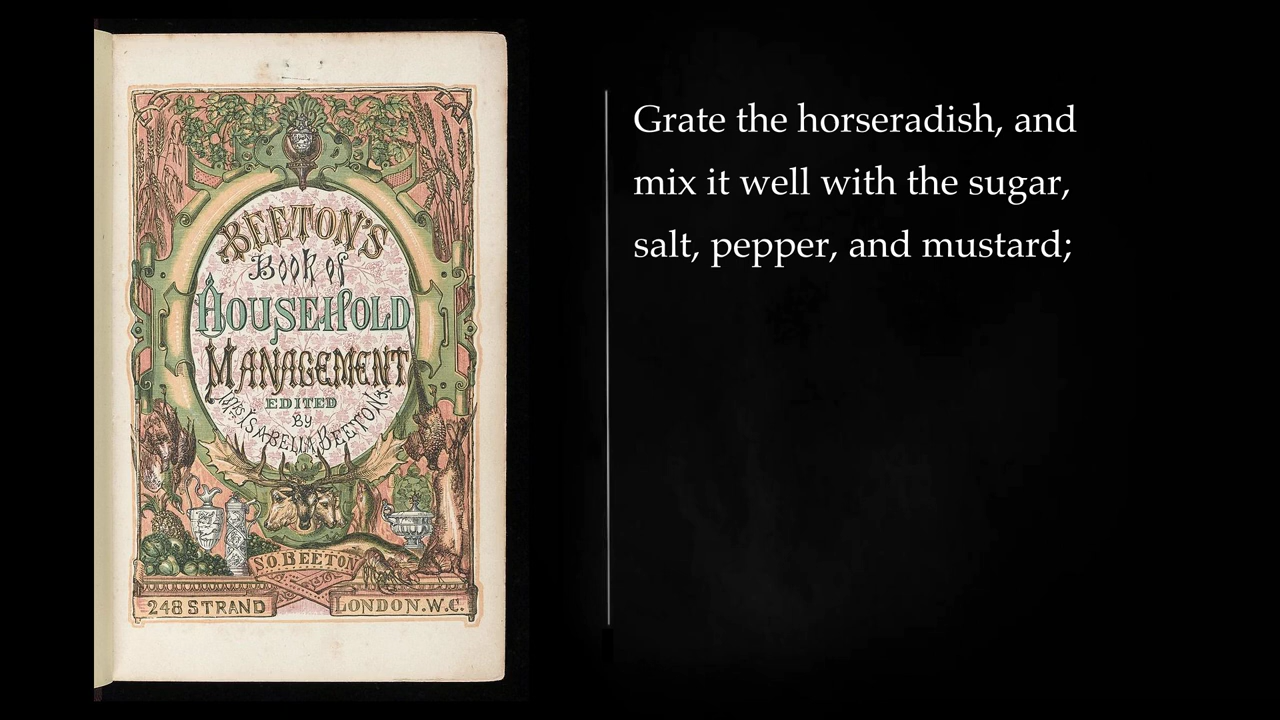 BEETON'S
Book of
HOUSEHOLD
MANAGEMENT
EDITED
BY
MRS ISABELLA BEETON
S.O. BEETON
248 STRAND
LONDON. W.C.
Grate the horseradish, and
mix it well with the sugar,
salt, pepper, and mustard;